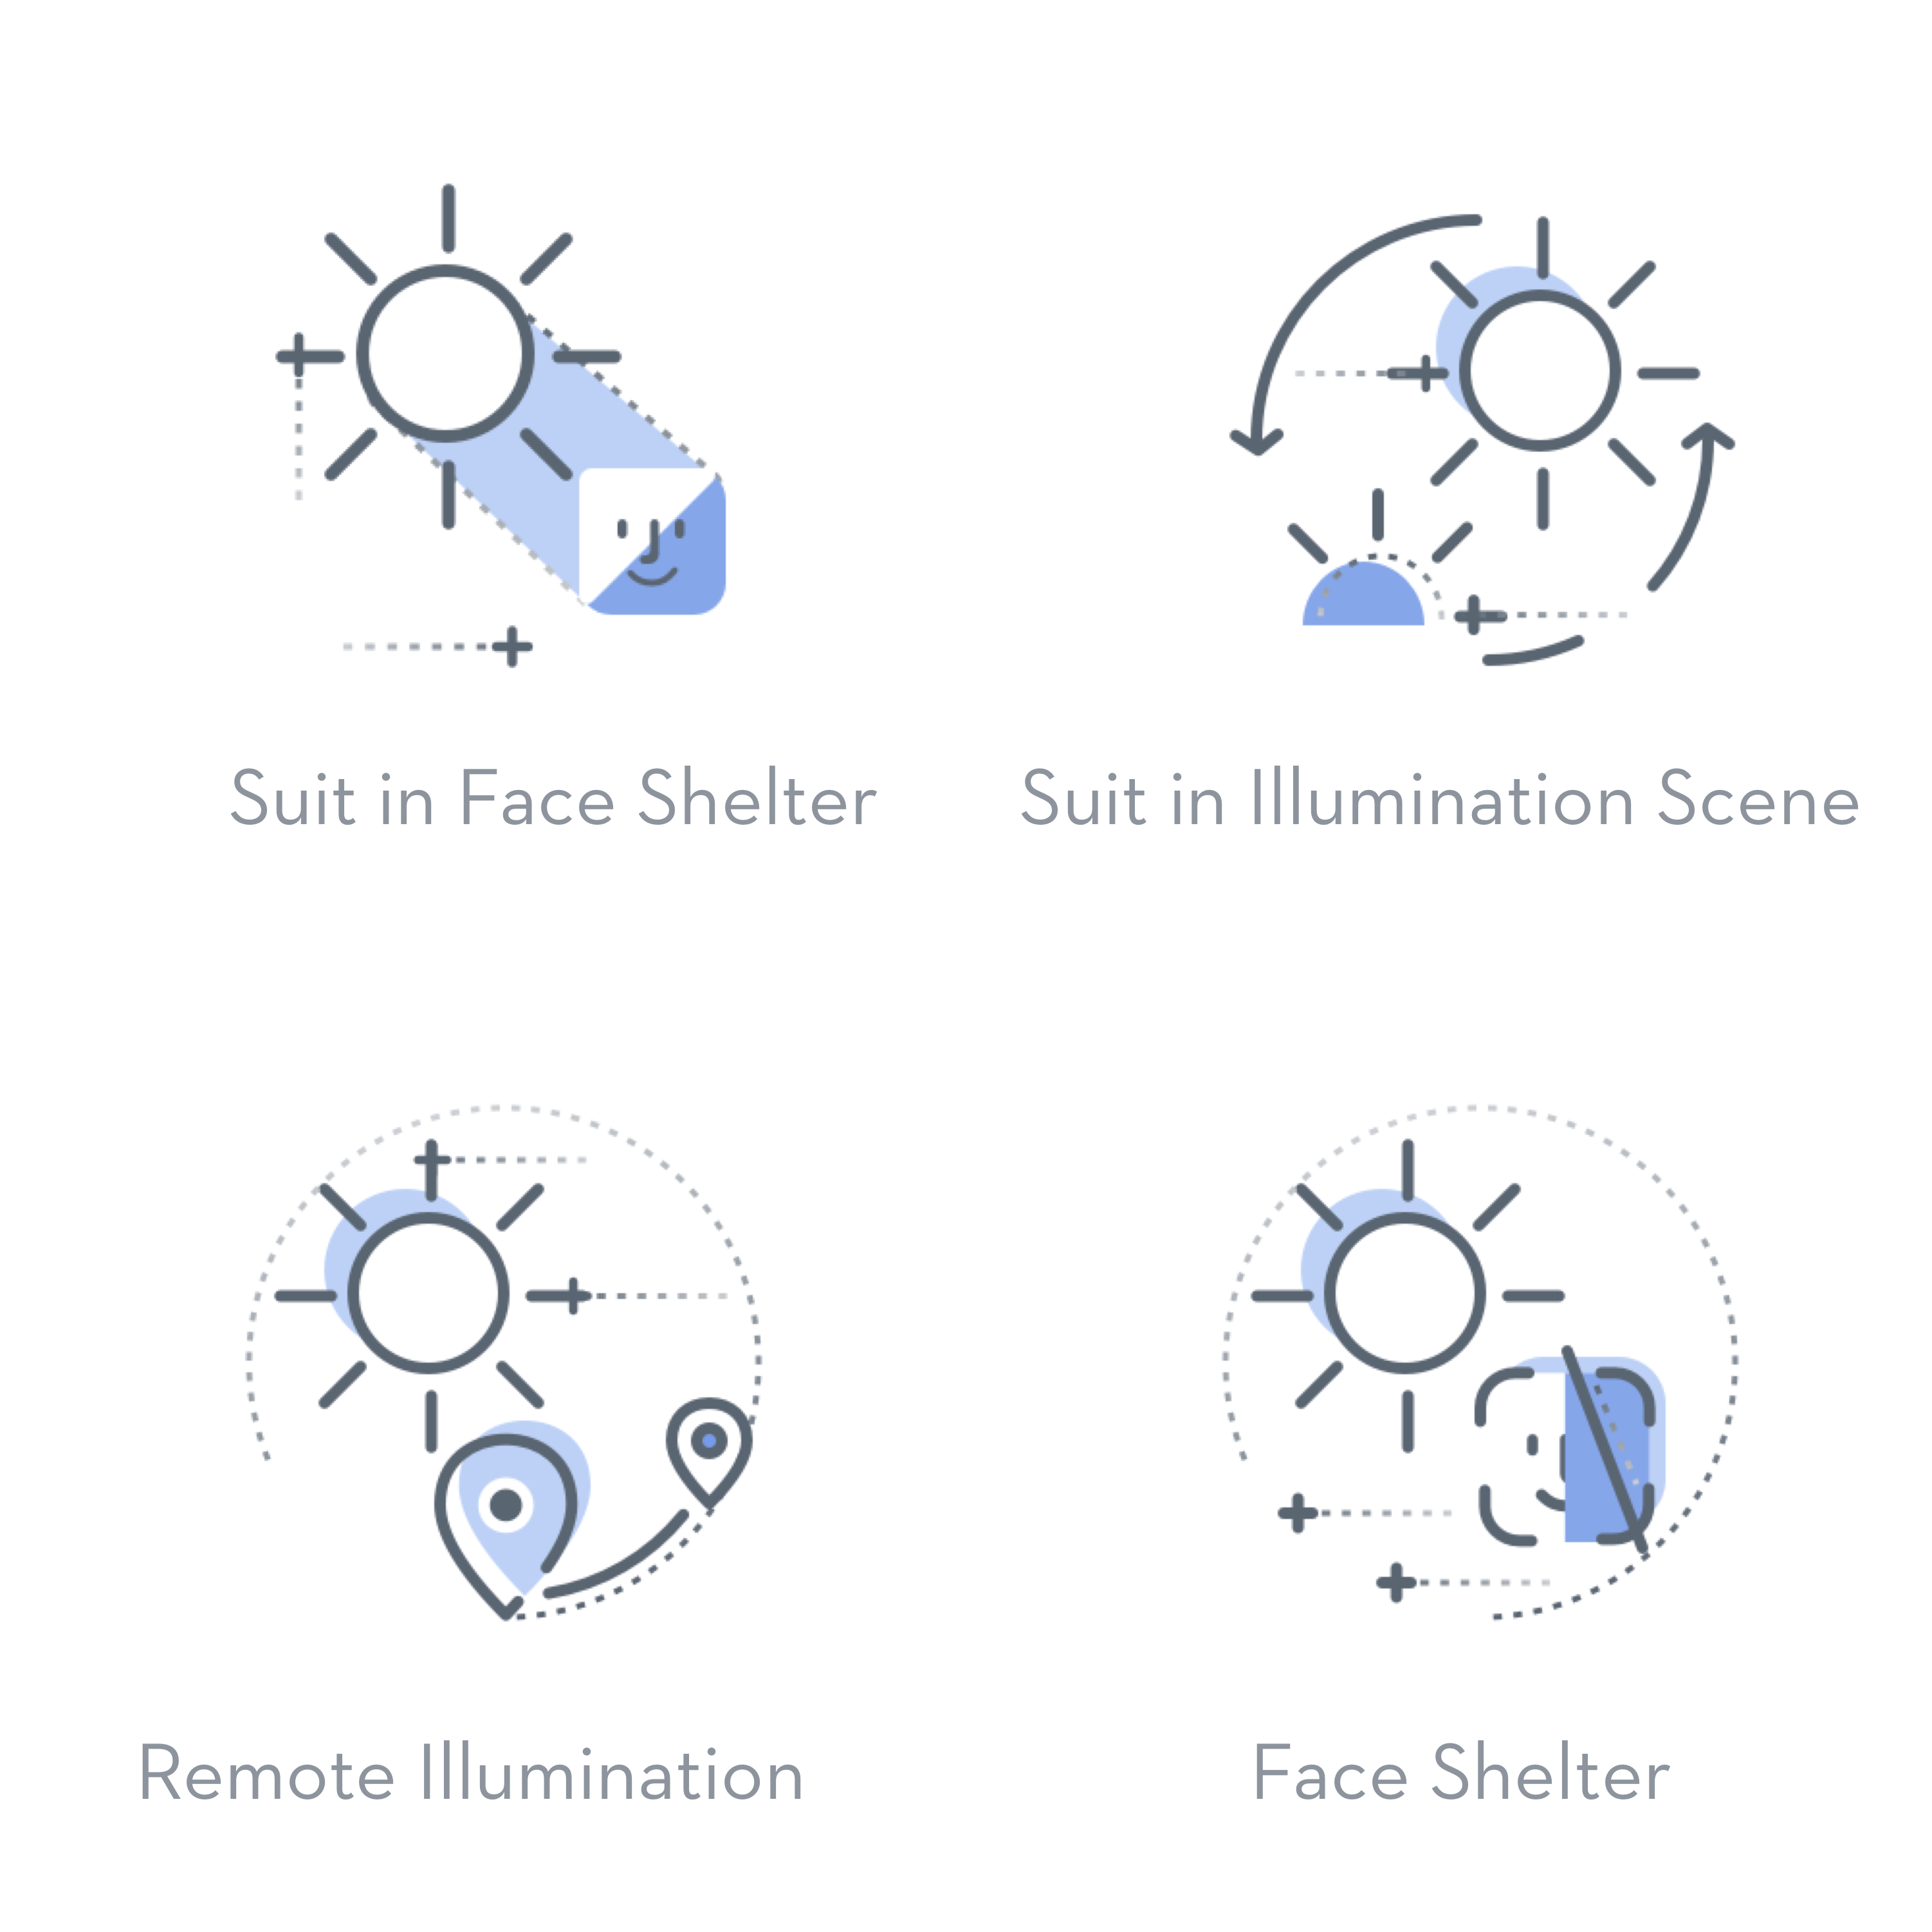 Suit in Face Shelter
Suit in Illumination Scene
Remote Illumination
Face Shelter